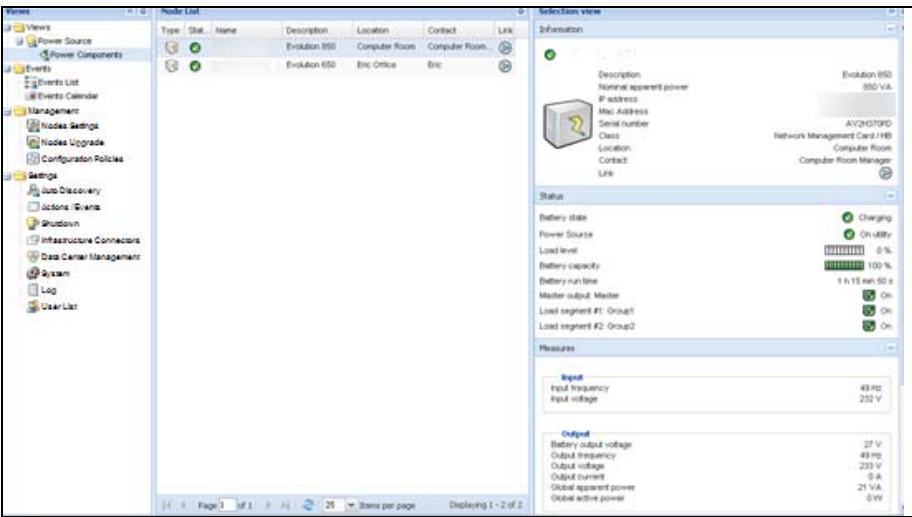 Views
Views
Power Source
Power Components
Events
Events List
Events Calendar
Management
Nodes Settings
Nodes Upgrade
Configuration Policies
Settings
Auto Discovery
Actions / Events
Shutdown
Infrastructure Connectors
Data Center Management
System
Log
User List
Node List
Type Stat... Name Description Location Contact Link
Evolution 850 Computer Room Computer Room...
Evolution 650 Eric Office Eric
Page 1 of 1 25 Items per page Displaying 1 - 2 of 2
Selection view
Information
Description Evolution 850
Nominal apparent power 850 VA
IP address
Mac Address
Serial number AV2H370PD
Class Network Management Card / HB
Location Computer Room
Contact Computer Room Manager
Link
Status
Battery state Charging
Power Source On utility
Load level 0 %
Battery capacity 100 %
Battery run time 1 h 15 min 50 s
Master output: Master On
Load segment #1: Group1 On
Load segment #2: Group2 On
Measures
Input
Input frequency 49 Hz
Input voltage 232 V
Output
Battery output voltage 27 V
Output frequency 49 Hz
Output voltage 233 V
Output current 0 A
Global apparent power 21 VA
Global active power 0 W